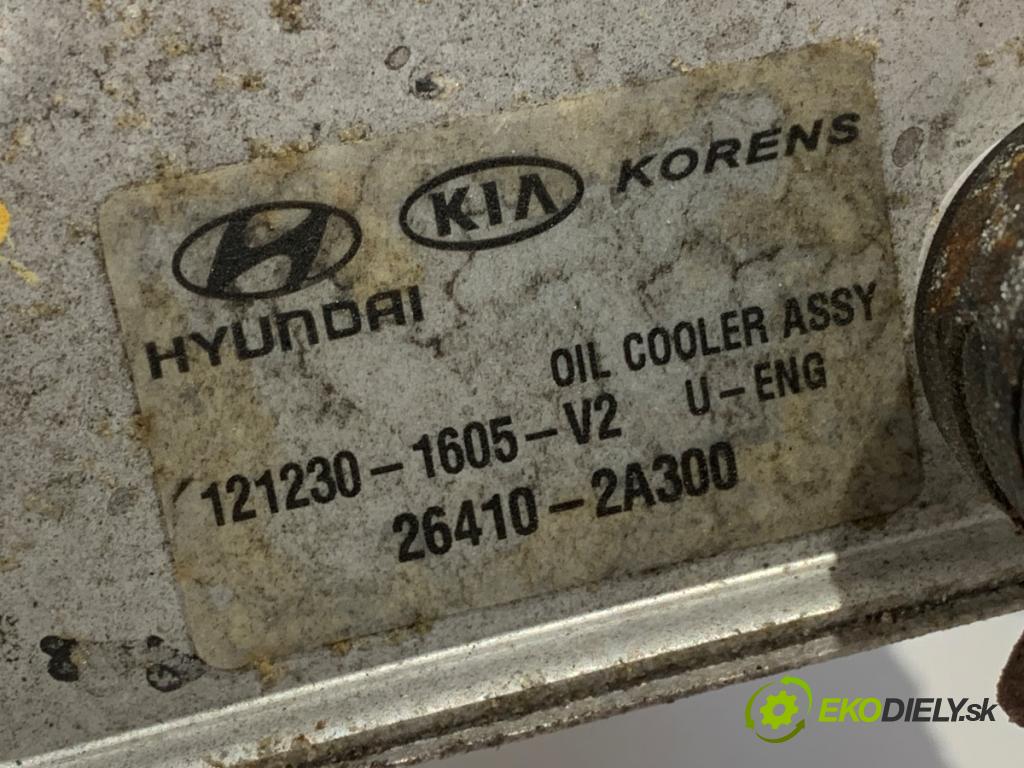 KIA KORENS
HYUNDAI
OIL COOLER ASSY
121230-1605-V2 U-ENG
26410-2A300
EKODIELY.sk